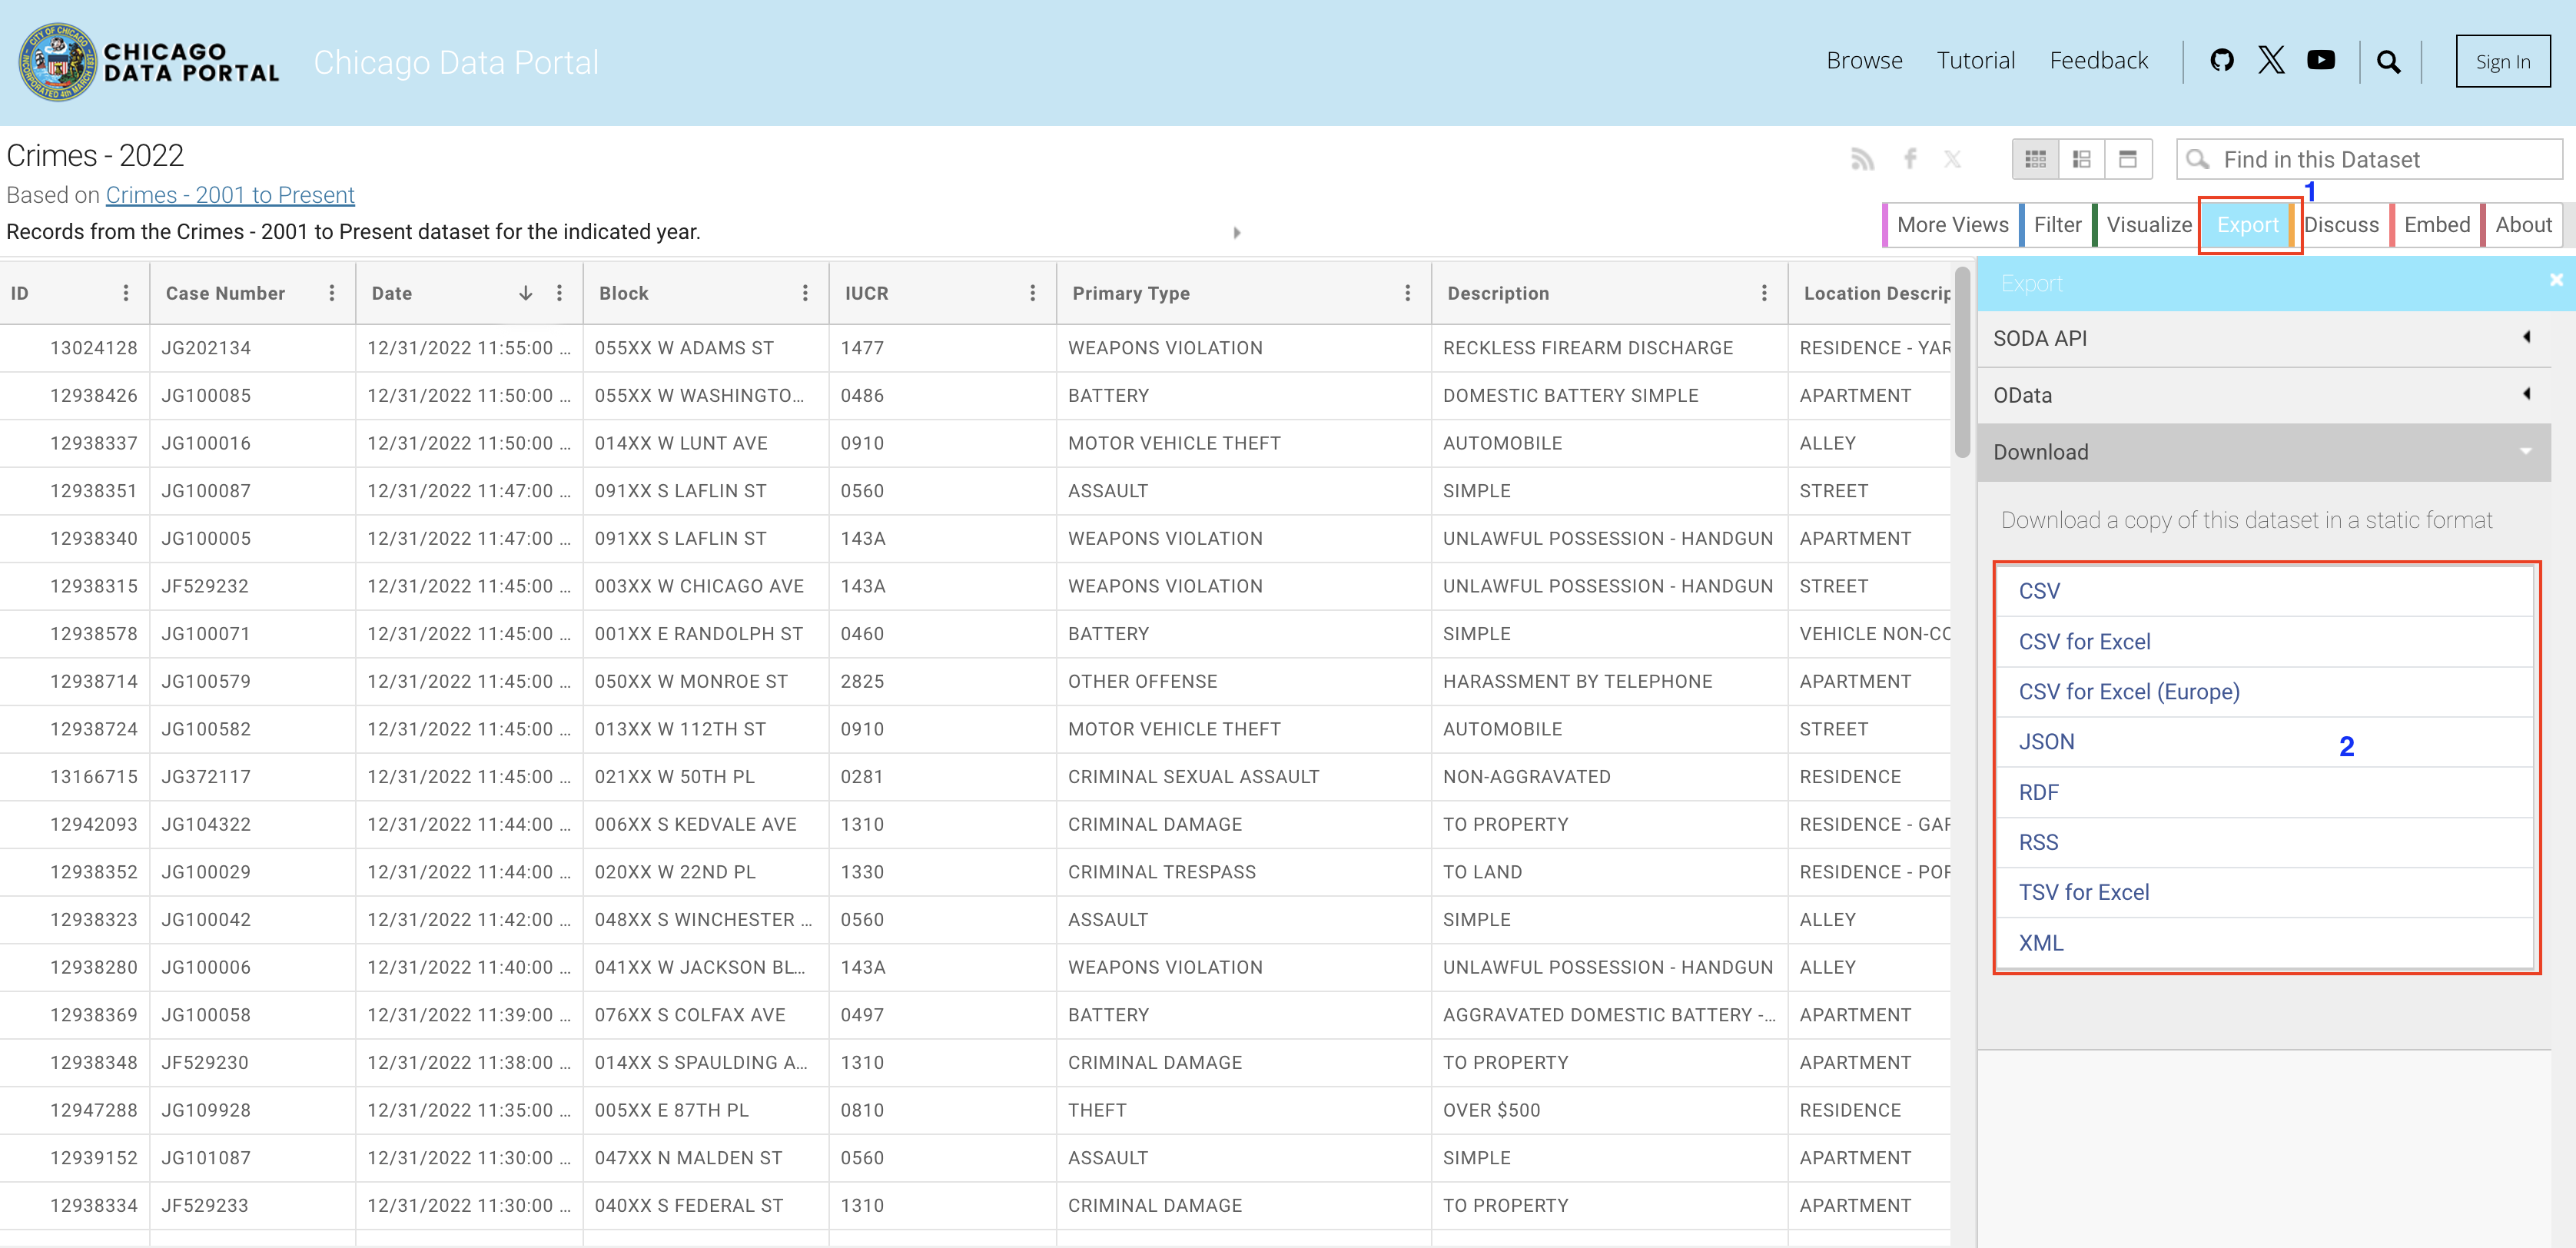 CHICAGO
DATA PORTAL
Chicago Data Portal
Browse Tutorial Feedback Sign In
Crimes - 2022
Find in this Dataset
Based on Crimes - 2001 to Present
1
Records from the Crimes - 2001 to Present dataset for the indicated year.
More Views Filter Visualize Export Discuss Embed About
ID Case Number Date Block IUCR Primary Type Description Location Descrip
13024128 JG202134 12/31/2022 11:55:00 ... 055XX W ADAMS ST 1477 WEAPONS VIOLATION RECKLESS FIREARM DISCHARGE RESIDENCE - YAR
12938426 JG100085 12/31/2022 11:50:00 ... 055XX W WASHINGTO... 0486 BATTERY DOMESTIC BATTERY SIMPLE APARTMENT
12938337 JG100016 12/31/2022 11:50:00 ... 014XX W LUNT AVE 0910 MOTOR VEHICLE THEFT AUTOMOBILE ALLEY
12938351 JG100087 12/31/2022 11:47:00 ... 091XX S LAFLIN ST 0560 ASSAULT SIMPLE STREET
12938340 JG100005 12/31/2022 11:47:00 ... 091XX S LAFLIN ST 143A WEAPONS VIOLATION UNLAWFUL POSSESSION - HANDGUN APARTMENT
12938315 JF529232 12/31/2022 11:45:00 ... 003XX W CHICAGO AVE 143A WEAPONS VIOLATION UNLAWFUL POSSESSION - HANDGUN STREET
12938578 JG100071 12/31/2022 11:45:00 ... 001XX E RANDOLPH ST 0460 BATTERY SIMPLE VEHICLE NON-CO
12938714 JG100579 12/31/2022 11:45:00 ... 050XX W MONROE ST 2825 OTHER OFFENSE HARASSMENT BY TELEPHONE APARTMENT
12938724 JG100582 12/31/2022 11:45:00 ... 013XX W 112TH ST 0910 MOTOR VEHICLE THEFT AUTOMOBILE STREET
13166715 JG372117 12/31/2022 11:45:00 ... 021XX W 50TH PL 0281 CRIMINAL SEXUAL ASSAULT NON-AGGRAVATED RESIDENCE
12942093 JG104322 12/31/2022 11:44:00 ... 006XX S KEDVALE AVE 1310 CRIMINAL DAMAGE TO PROPERTY RESIDENCE - GAR
12938352 JG100029 12/31/2022 11:44:00 ... 020XX W 22ND PL 1330 CRIMINAL TRESPASS TO LAND RESIDENCE - POR
12938323 JG100042 12/31/2022 11:42:00 ... 048XX S WINCHESTER ... 0560 ASSAULT SIMPLE ALLEY
12938280 JG100006 12/31/2022 11:40:00 ... 041XX W JACKSON BL... 143A WEAPONS VIOLATION UNLAWFUL POSSESSION - HANDGUN ALLEY
12938369 JG100058 12/31/2022 11:39:00 ... 076XX S COLFAX AVE 0497 BATTERY AGGRAVATED DOMESTIC BATTERY -... APARTMENT
12938348 JF529230 12/31/2022 11:38:00 ... 014XX S SPAULDING A... 1310 CRIMINAL DAMAGE TO PROPERTY APARTMENT
12947288 JG109928 12/31/2022 11:35:00 ... 005XX E 87TH PL 0810 THEFT OVER $500 RESIDENCE
12939152 JG101087 12/31/2022 11:30:00 ... 047XX N MALDEN ST 0560 ASSAULT SIMPLE APARTMENT
12938334 JF529233 12/31/2022 11:30:00 ... 040XX S FEDERAL ST 1310 CRIMINAL DAMAGE TO PROPERTY APARTMENT
Export
SODA API
OData
Download
Download a copy of this dataset in a static format
CSV
CSV for Excel
CSV for Excel (Europe)
JSON
2
RDF
RSS
TSV for Excel
XML